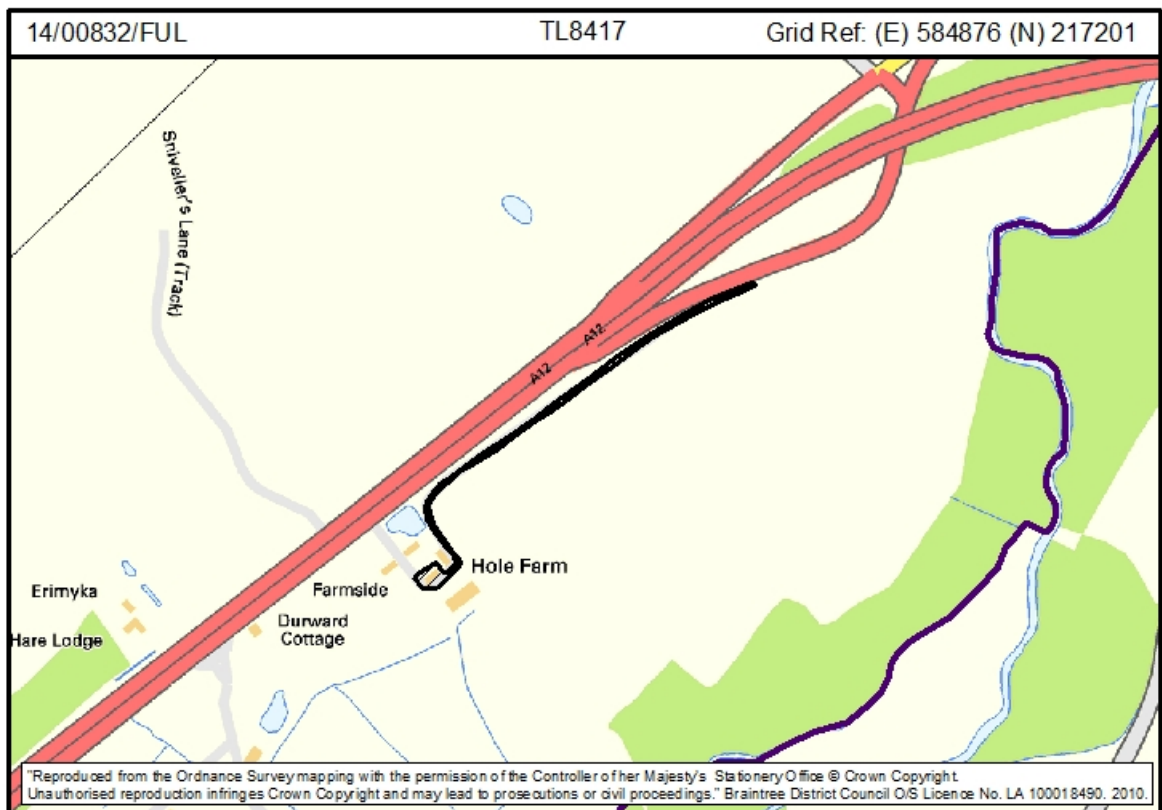 14/00832/FUL TL8417 Grid Ref: (E) 584876 (N) 217201
Sniveller's Lane (Track)
A12
A12
Hole Farm
Farmside
Erimyka
Durward
Cottage
Hare Lodge
"Reproduced from the Ordnance Survey mapping with the permission of the Controller of her Majesty's Stationery Office © Crown Copyright.
Unauthorised reproduction infringes Crown Copyright and may lead to prosecutions or civil proceedings." Braintree District Council O/S Licence No. LA 100018490. 2010.